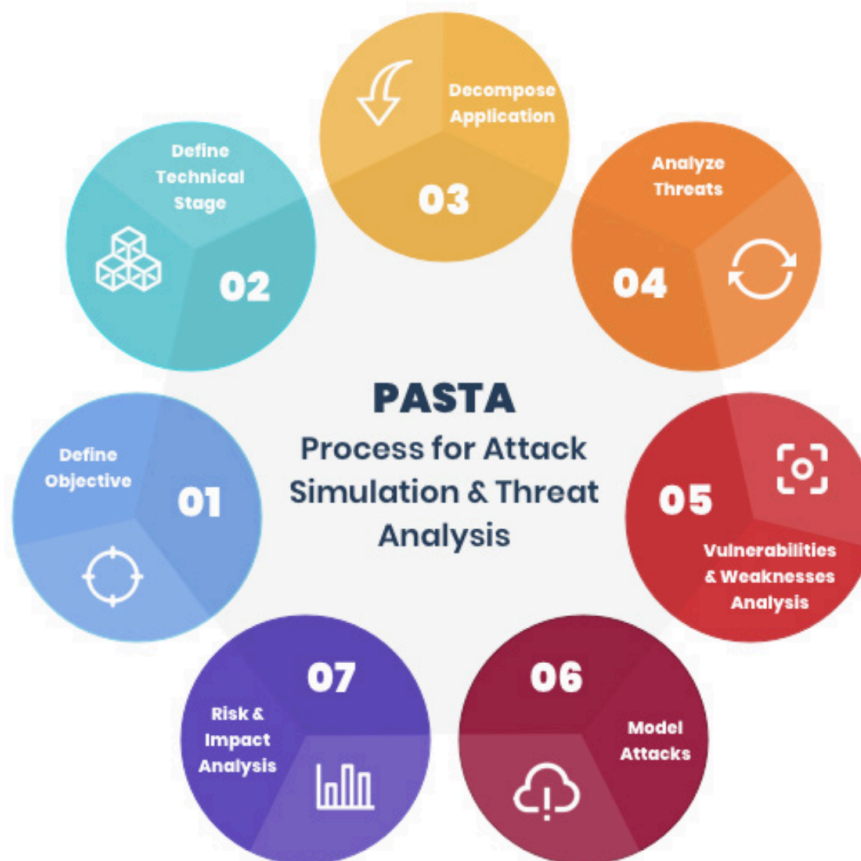 PASTA
Process for Attack
Simulation & Threat
Analysis
Define
Objective
01
Define
Technical
Stage
02
Decompose
Application
03
Analyze
Threats
04
05
Vulnerabilities
& Weaknesses
Analysis
06
Model
Attacks
07
Risk &
Impact
Analysis